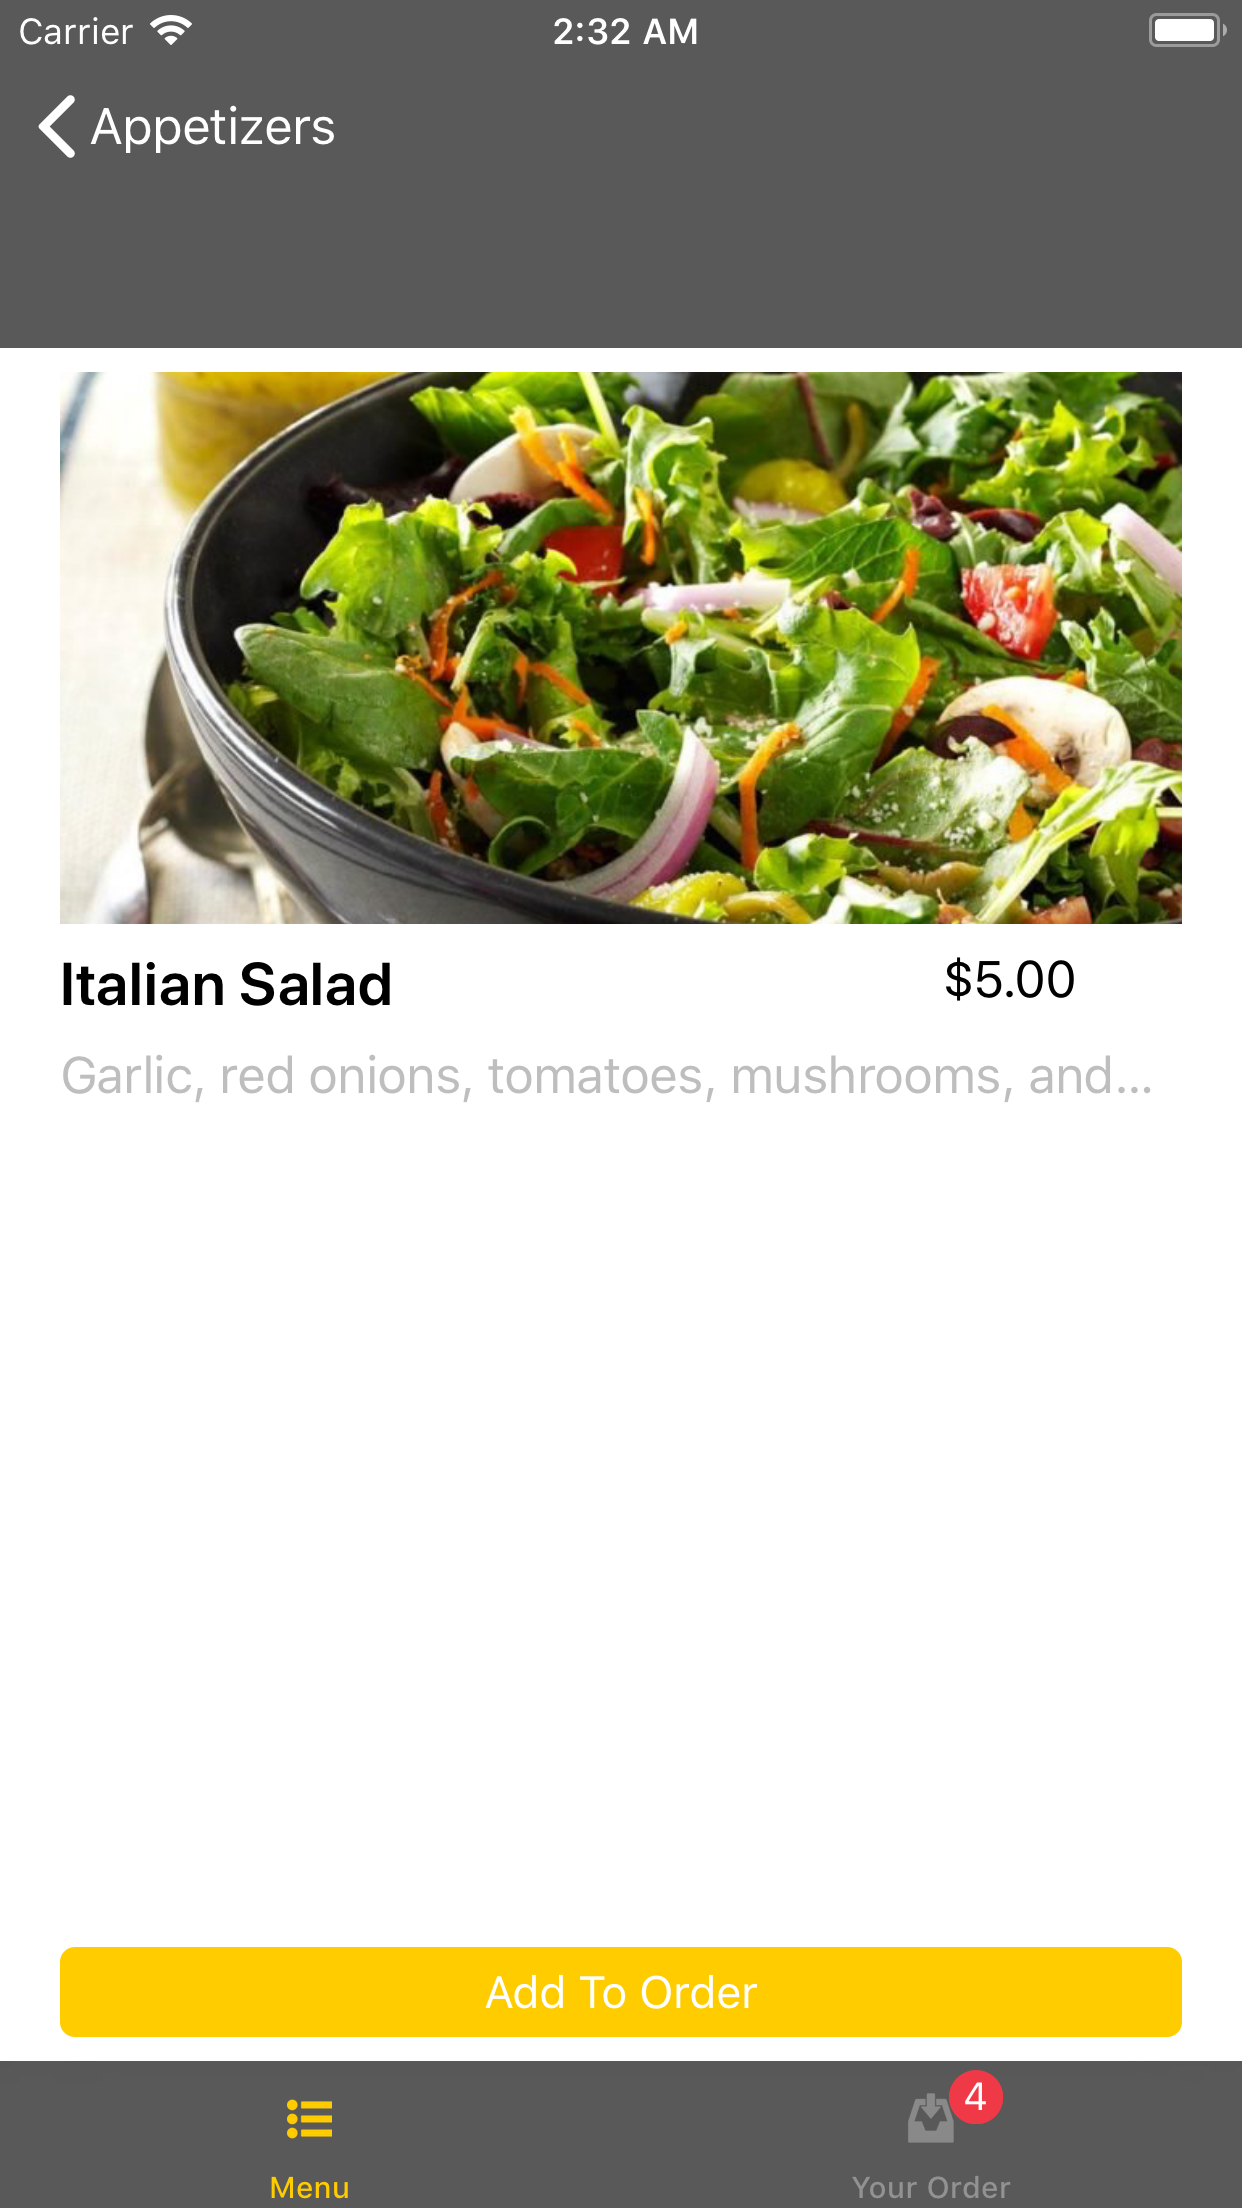 Carrier 2:32 AM
Appetizers
Italian Salad $5.00
Garlic, red onions, tomatoes, mushrooms, and...
Add To Order
4
Menu Your Order